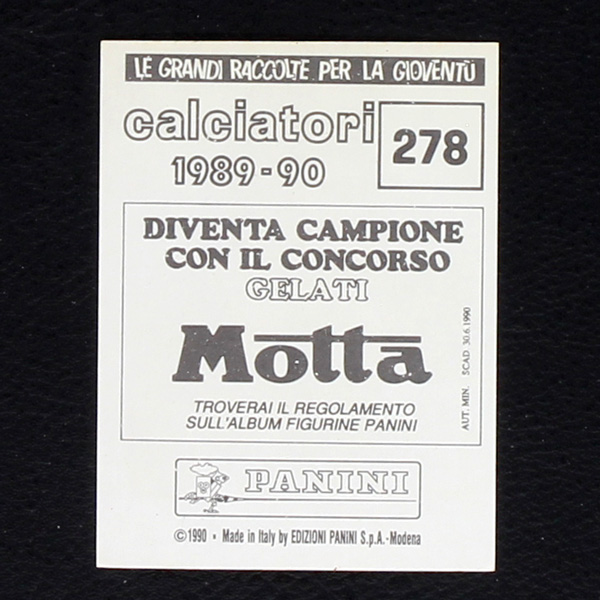 LE GRANDI RACCOLTE PER LA GIOVENTÙ
calciatori
1989-90
278
DIVENTA CAMPIONE
CON IL CONCORSO
GELATI
Motta
TROVERAI IL REGOLAMENTO
SULL'ALBUM FIGURINE PANINI
AUT. MIN. SCAD 30.6.1990
PANINI
©1990 • Made in Italy by EDIZIONI PANINI S.p.A.-Modena